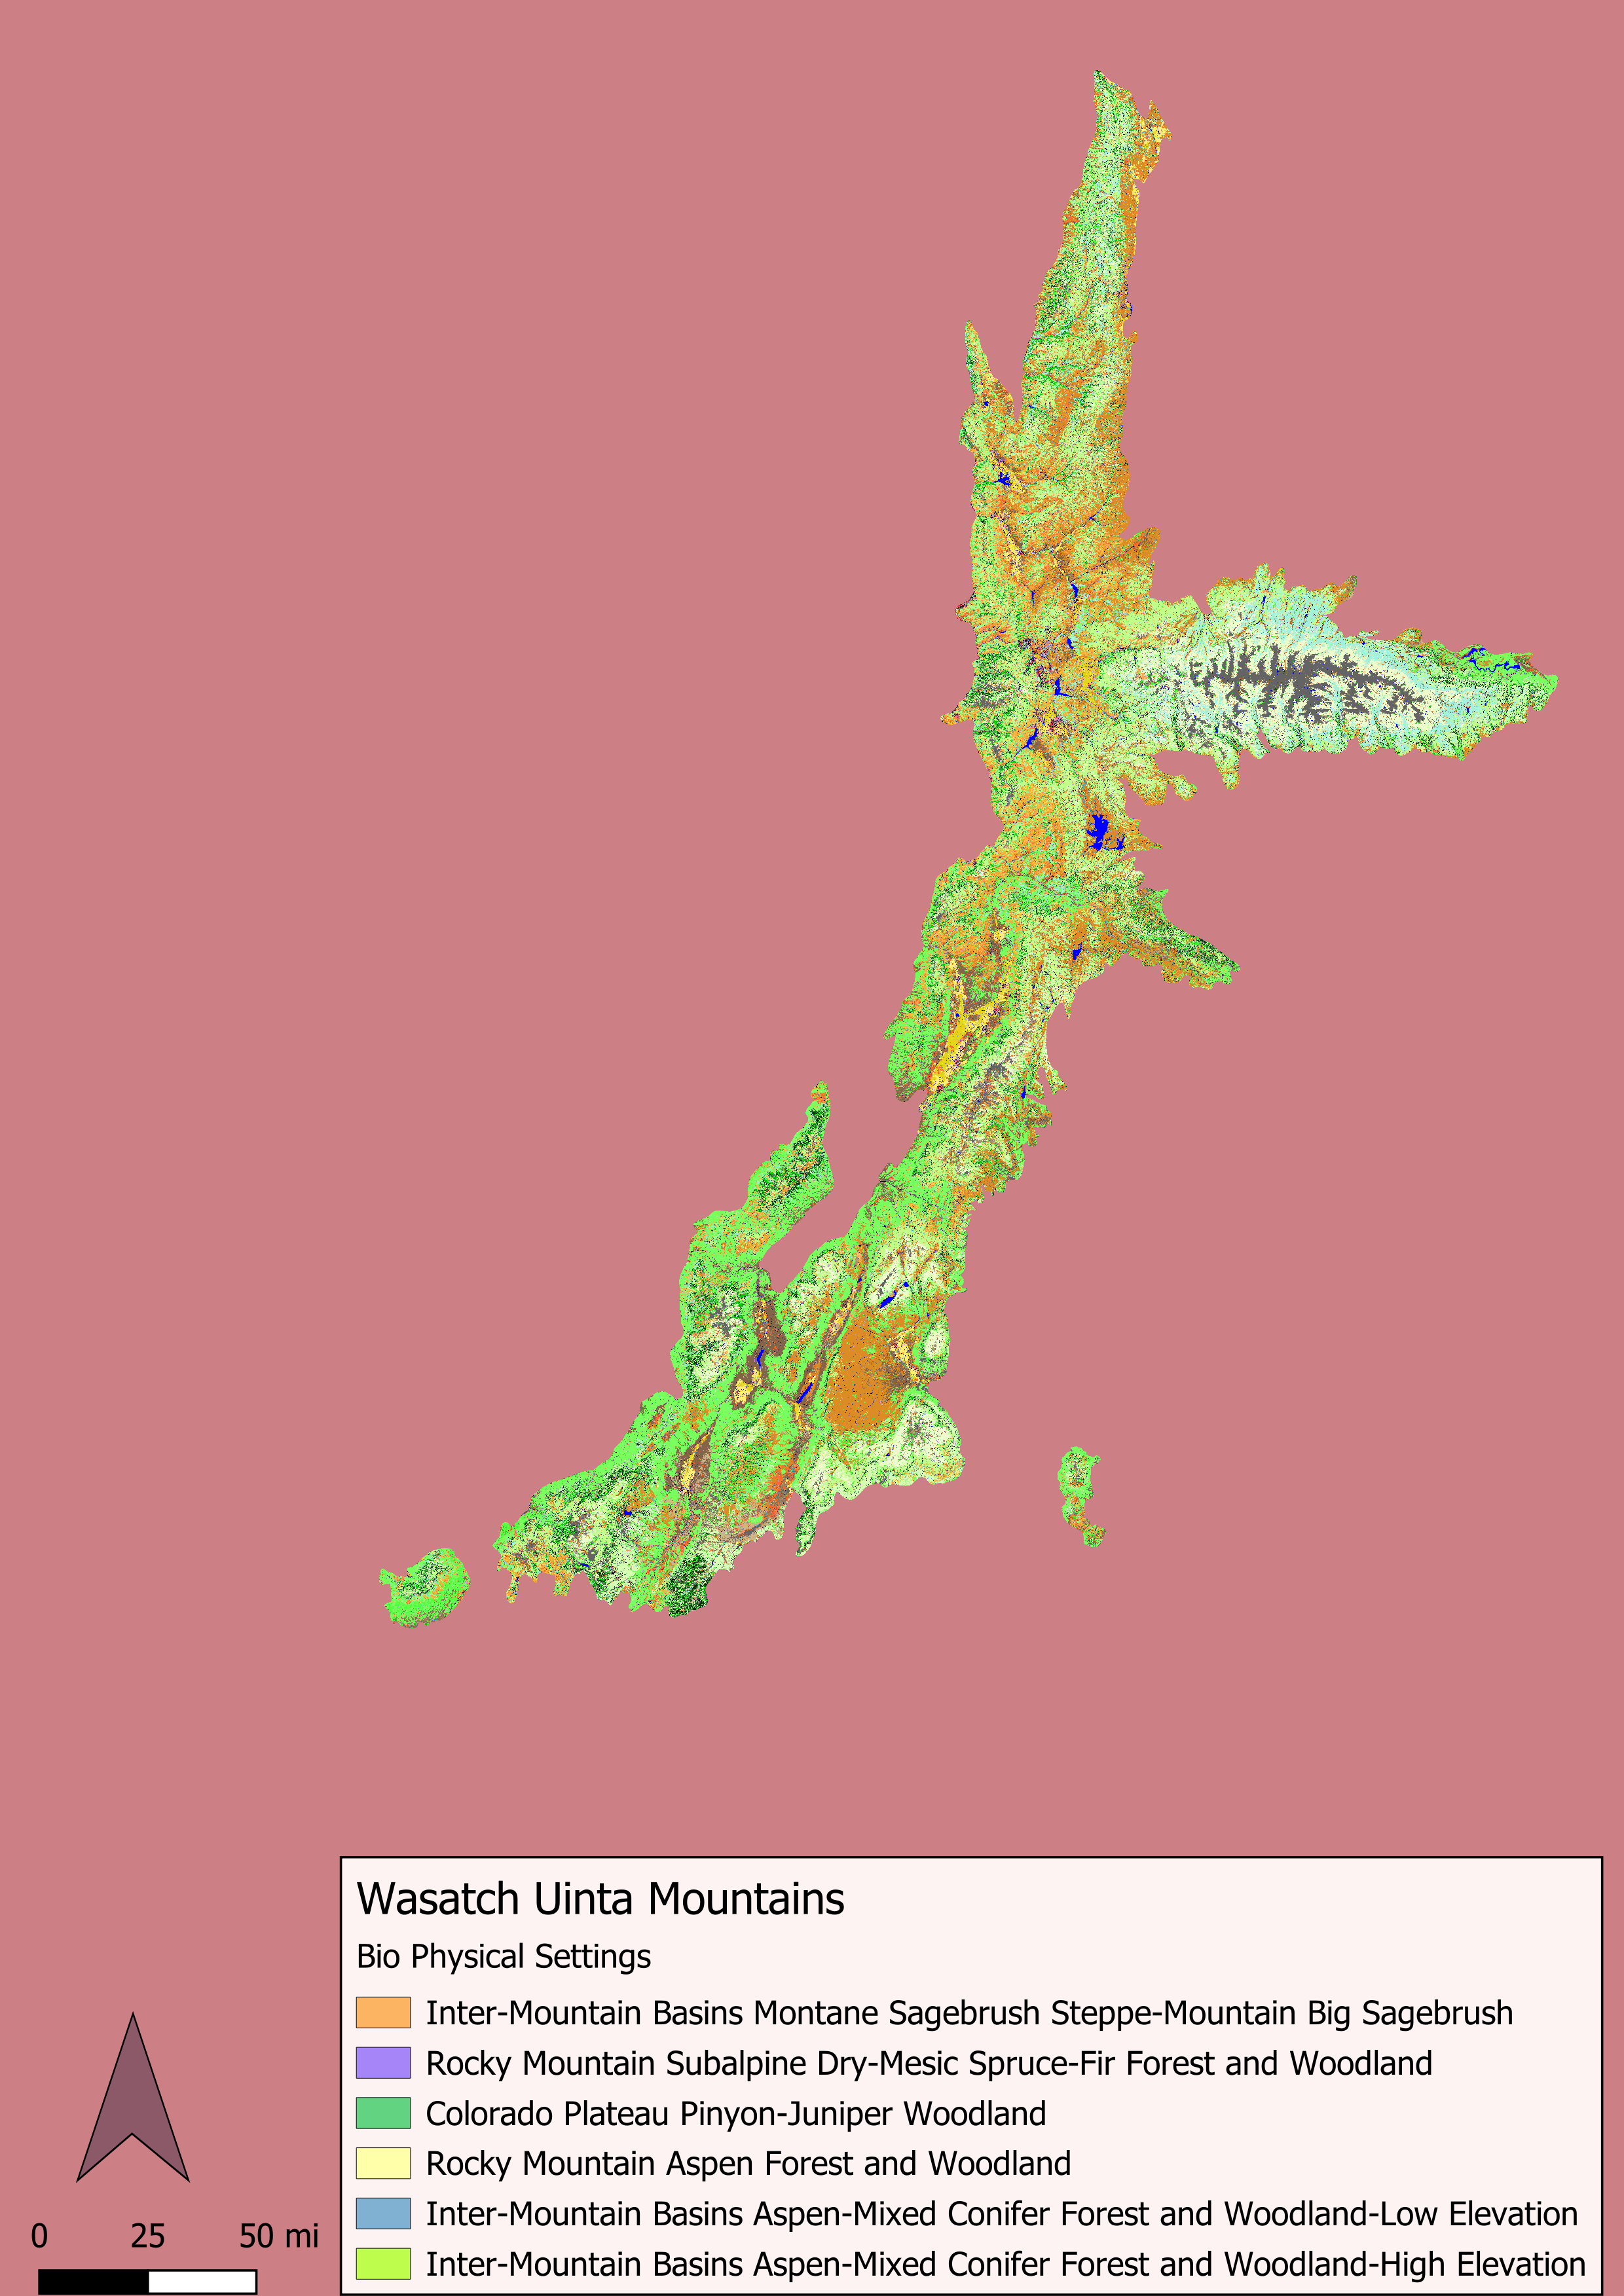 Wasatch Uinta Mountains
Bio Physical Settings
Inter-Mountain Basins Montane Sagebrush Steppe-Mountain Big Sagebrush
Rocky Mountain Subalpine Dry-Mesic Spruce-Fir Forest and Woodland
Colorado Plateau Pinyon-Juniper Woodland
Rocky Mountain Aspen Forest and Woodland
Inter-Mountain Basins Aspen-Mixed Conifer Forest and Woodland-Low Elevation
Inter-Mountain Basins Aspen-Mixed Conifer Forest and Woodland-High Elevation
0 25 50 mi